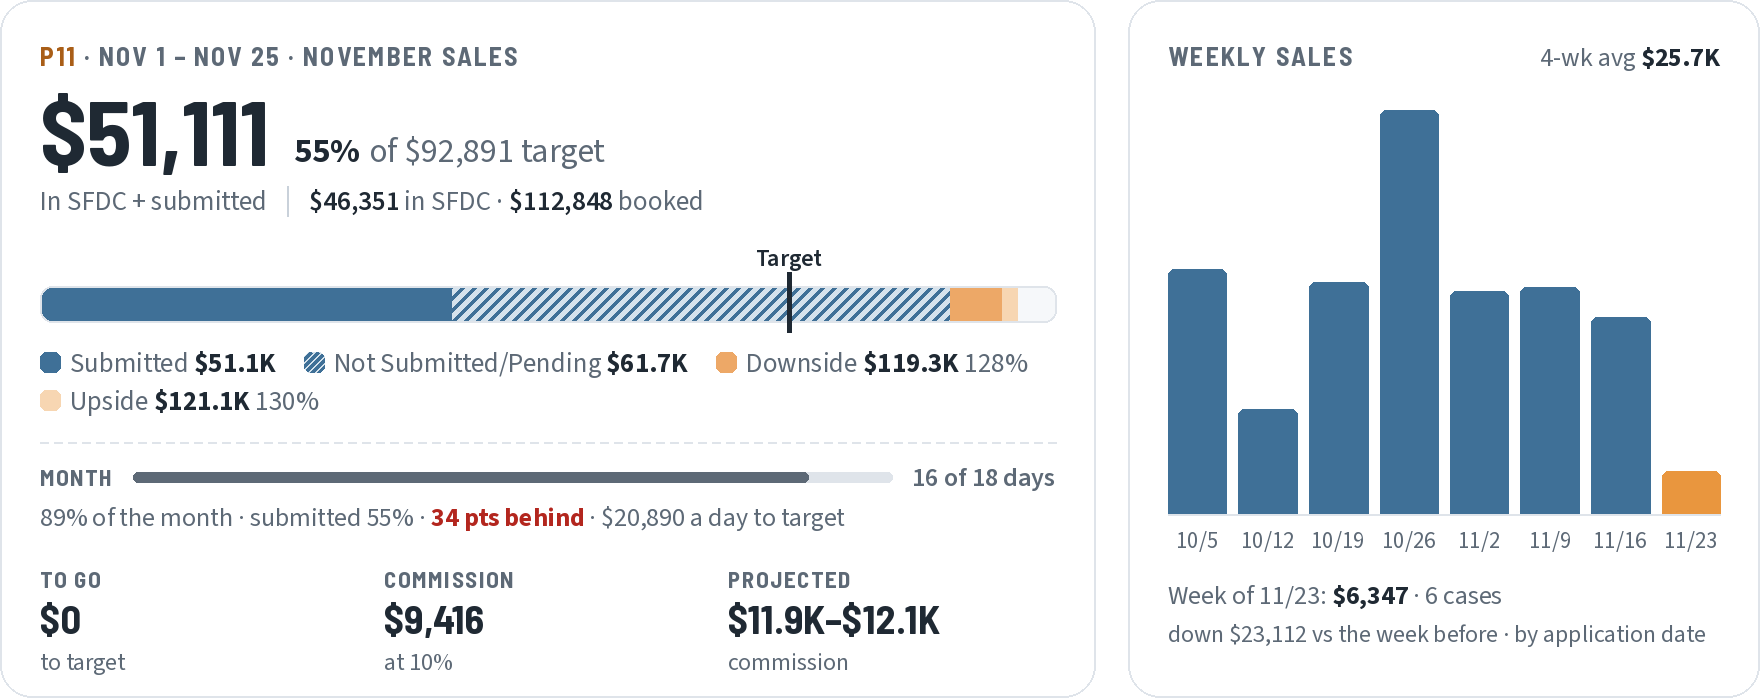 P11 · NOV 1 – NOV 25 · NOVEMBER SALES
$51,111 55% of $92,891 target
In SFDC + submitted $46,351 in SFDC · $112,848 booked
Target
Submitted $51.1K Not Submitted/Pending $61.7K Downside $119.3K 128%
Upside $121.1K 130%
MONTH 16 of 18 days
89% of the month · submitted 55% · 34 pts behind · $20,890 a day to target
TO GO COMMISSION PROJECTED
$0 $9,416 $11.9K–$12.1K
to target at 10% commission
WEEKLY SALES 4-wk avg $25.7K
10/5 10/12 10/19 10/26 11/2 11/9 11/16 11/23
Week of 11/23: $6,347 · 6 cases
down $23,112 vs the week before · by application date